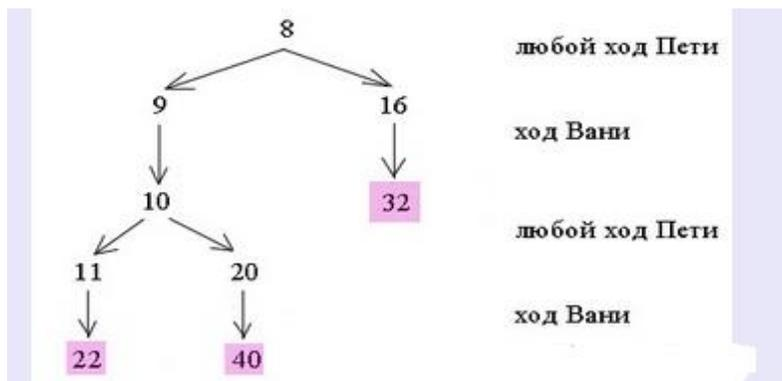 8
любой ход Пети
9 16
ход Вани
10 32
любой ход Пети
11 20
ход Вани
22 40